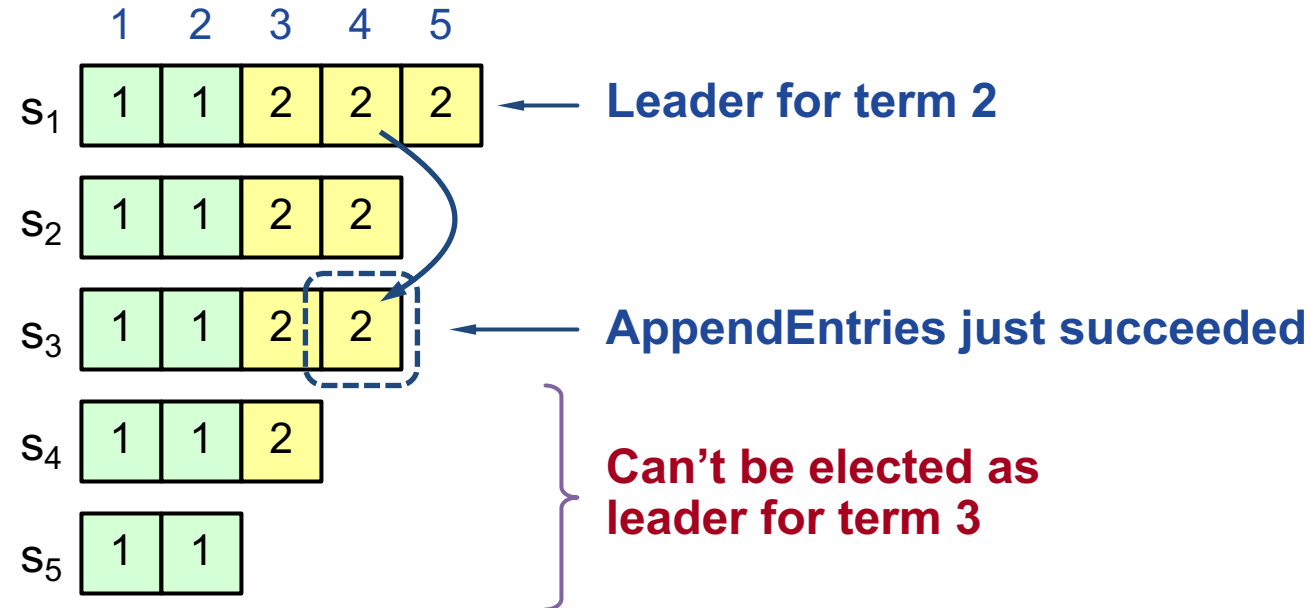 1 2 3 4 5
s1 1 1 2 2 2 Leader for term 2
s2 1 1 2 2
s3 1 1 2 2 AppendEntries just succeeded
s4 1 1 2
Can't be elected as
leader for term 3
s5 1 1